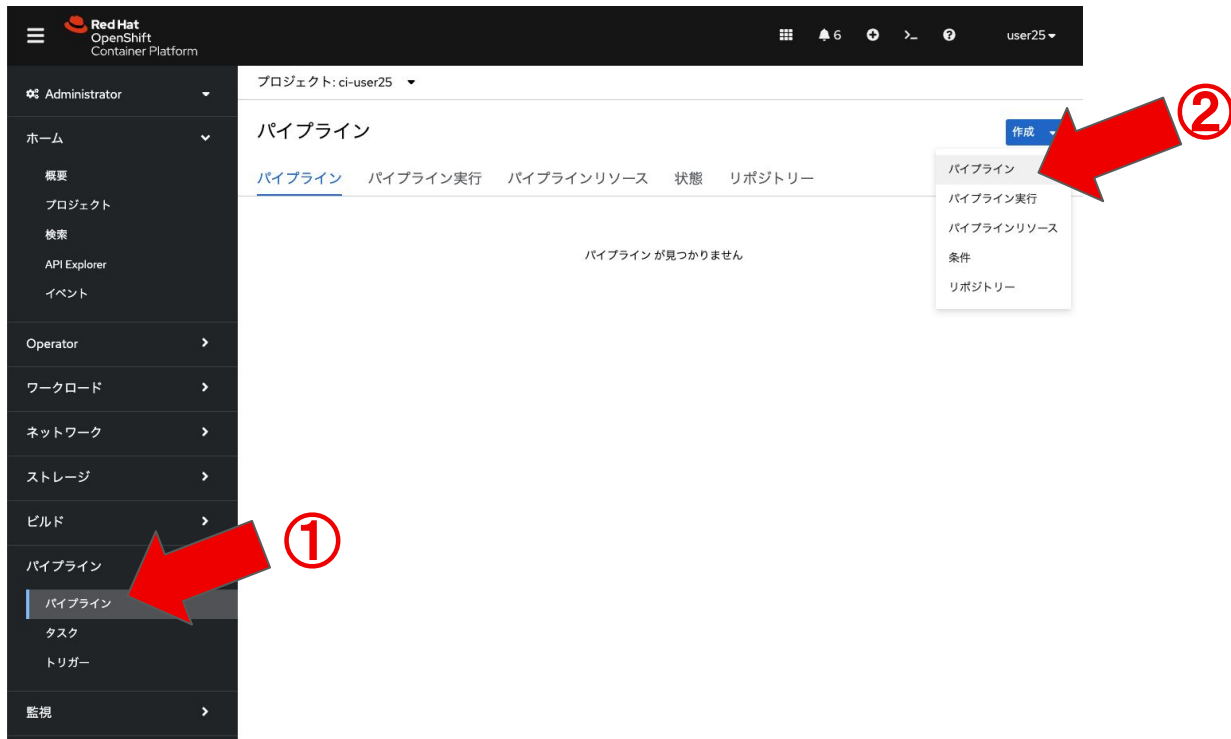 Red Hat
OpenShift
Container Platform
6
user25
Administrator
ホーム
概要
プロジェクト
検索
API Explorer
イベント
Operator
ワークロード
ネットワーク
ストレージ
ビルド
パイプライン
パイプライン
タスク
トリガー
監視
①
プロジェクト: ci-user25
パイプライン
作成
②
パイプライン パイプライン実行 パイプラインリソース 状態 リポジトリー
パイプライン が見つかりません
パイプライン
パイプライン実行
パイプラインリソース
条件
リポジトリー